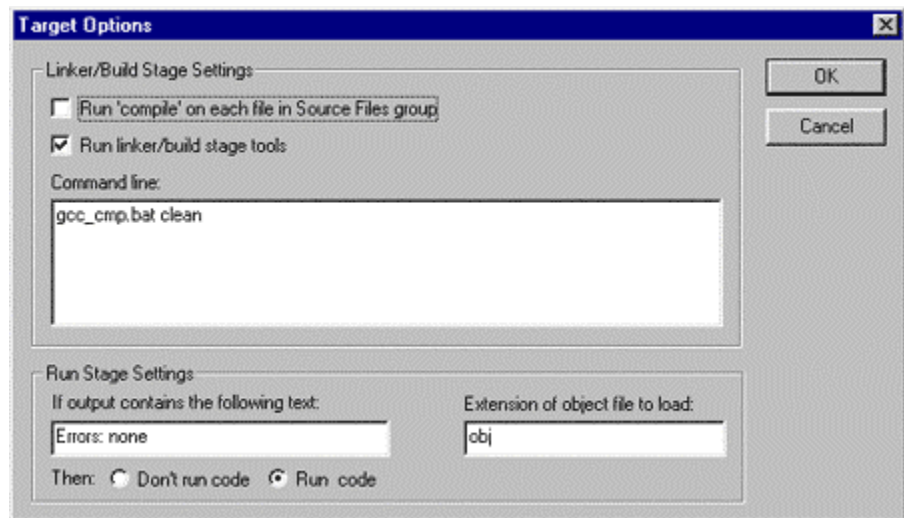 Target Options
Linker/Build Stage Settings
Run 'compile' on each file in Source Files group
Run linker/build stage tools
Command line:
gcc_cmp.bat clean
OK
Cancel
Run Stage Settings
If output contains the following text:
Errors: none
Extension of object file to load:
obj
Then: Don't run code Run code